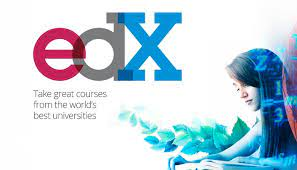 edX
Take great courses
from the world's
best universities